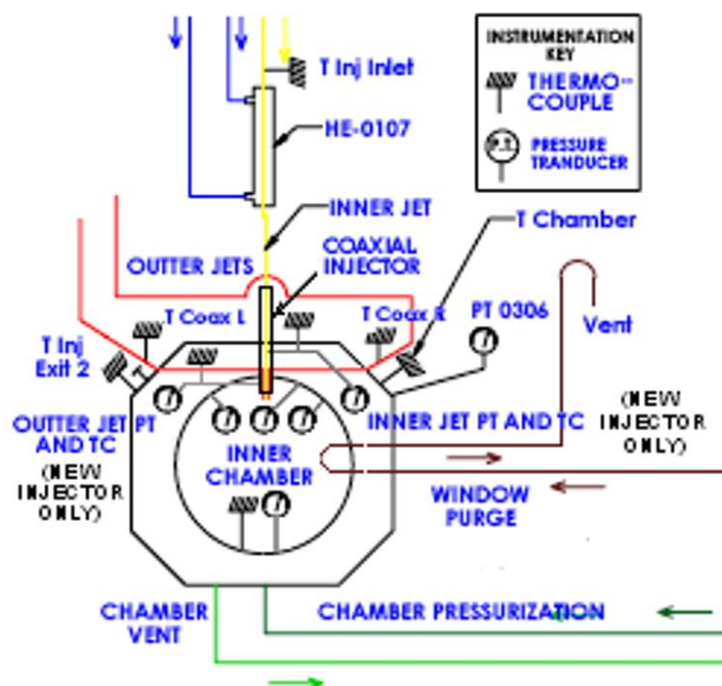 INSTRUMENTATION
KEY
THERMO-
COUPLE
P.T.
PRESSURE
TRANDUCER
T Inj Inlet
HE-0107
INNER JET
T Chamber
COAXIAL
INJECTOR
OUTTER JETS
T Coax L
T Coax R
PT 0306
Vent
T Inj
Exit 2
OUTTER JET PT
AND TC
(NEW
INJECTOR
ONLY)
INNER JET PT AND TC
(NEW
INJECTOR
ONLY)
INNER
CHAMBER
WINDOW
PURGE
CHAMBER
VENT
CHAMBER PRESSURIZATION